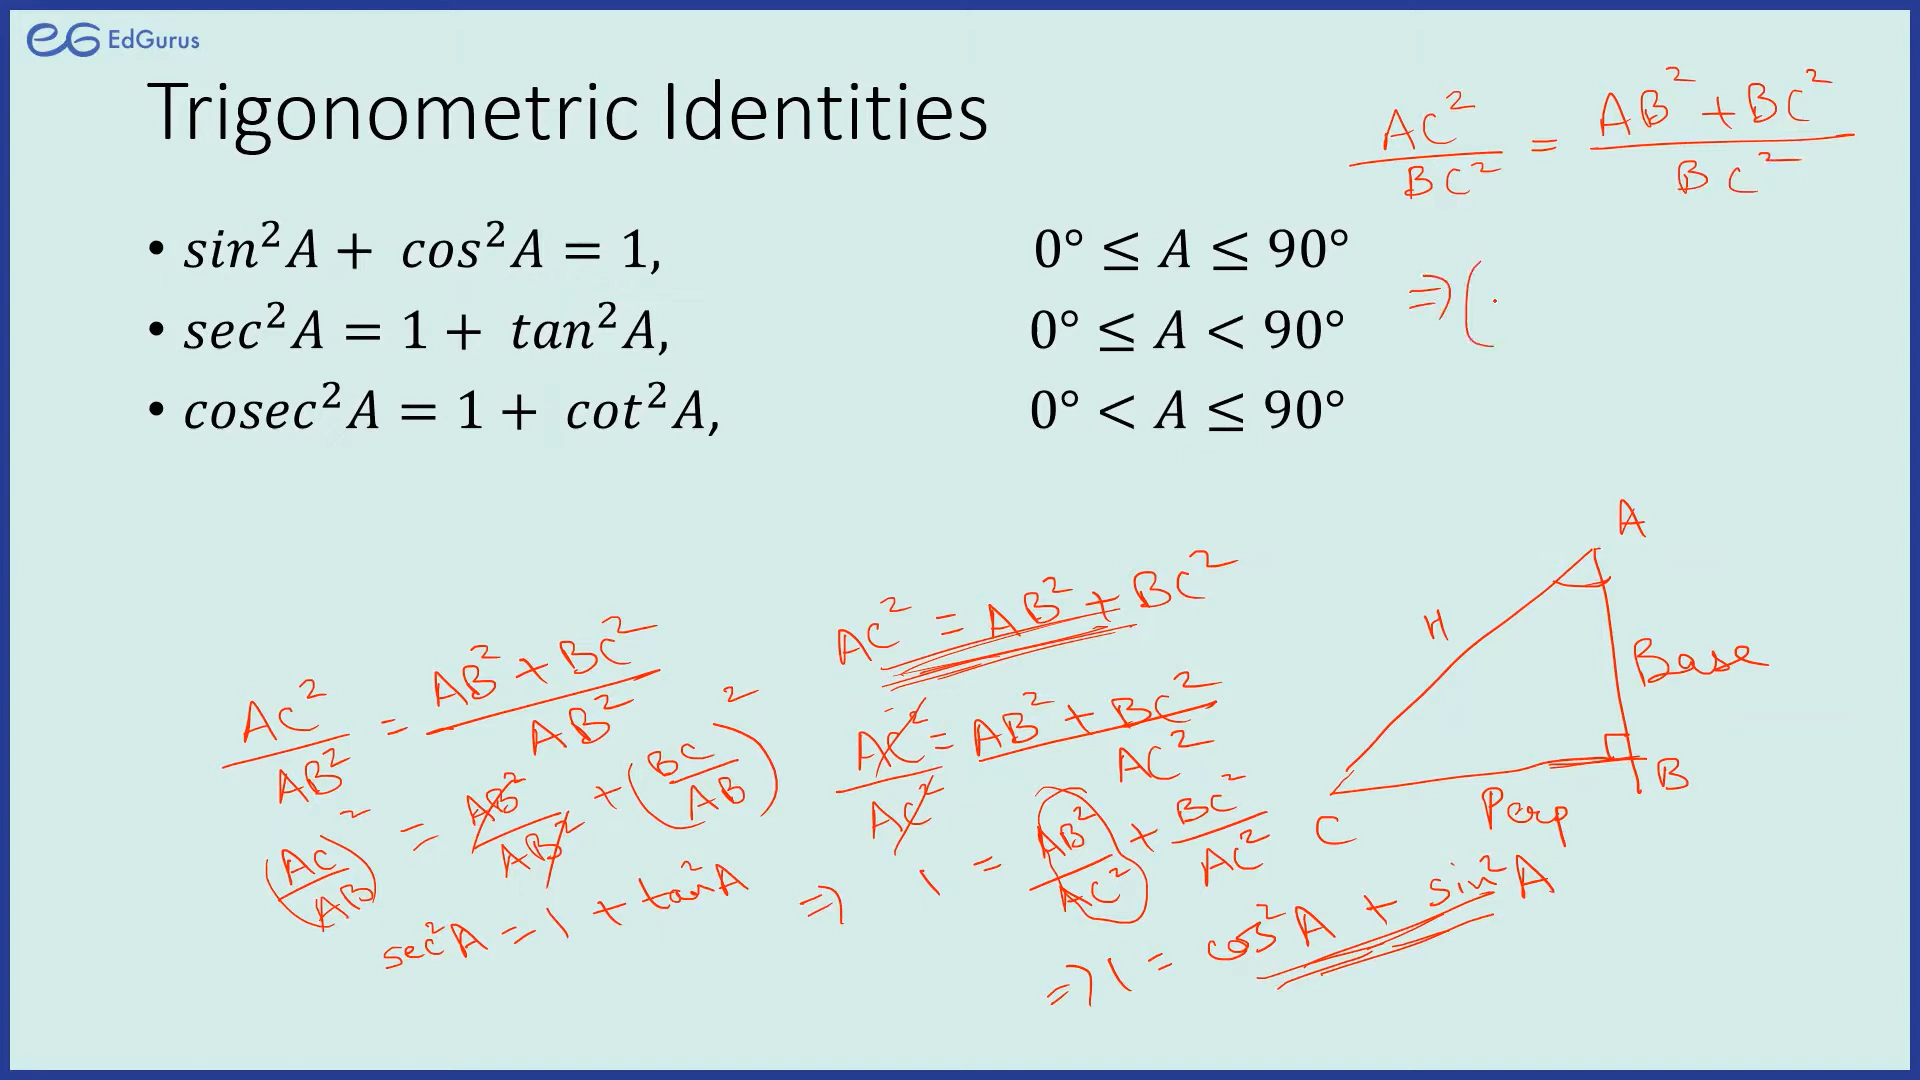 EdGurus
Trigonometric Identities
AC² / BC² = AB² + BC² / BC²
• sin²A + cos²A = 1, 0° ≤ A ≤ 90°
⇒ (
• sec²A = 1 + tan²A, 0° ≤ A < 90°
• cosec²A = 1 + cot²A, 0° < A ≤ 90°
AC² = AB² + BC²
AC² / AB² = AB² + BC² / AB²
(AC / AB)² = AB² / AB² + (BC / AB)²
sec²A = 1 + tan²A
AC² / AC² = AB² + BC² / AC²
⇒ 1 = AB² / AC² + BC² / AC²
⇒ 1 = cos²A + sin²A
A
H
Base
B
Perp
C